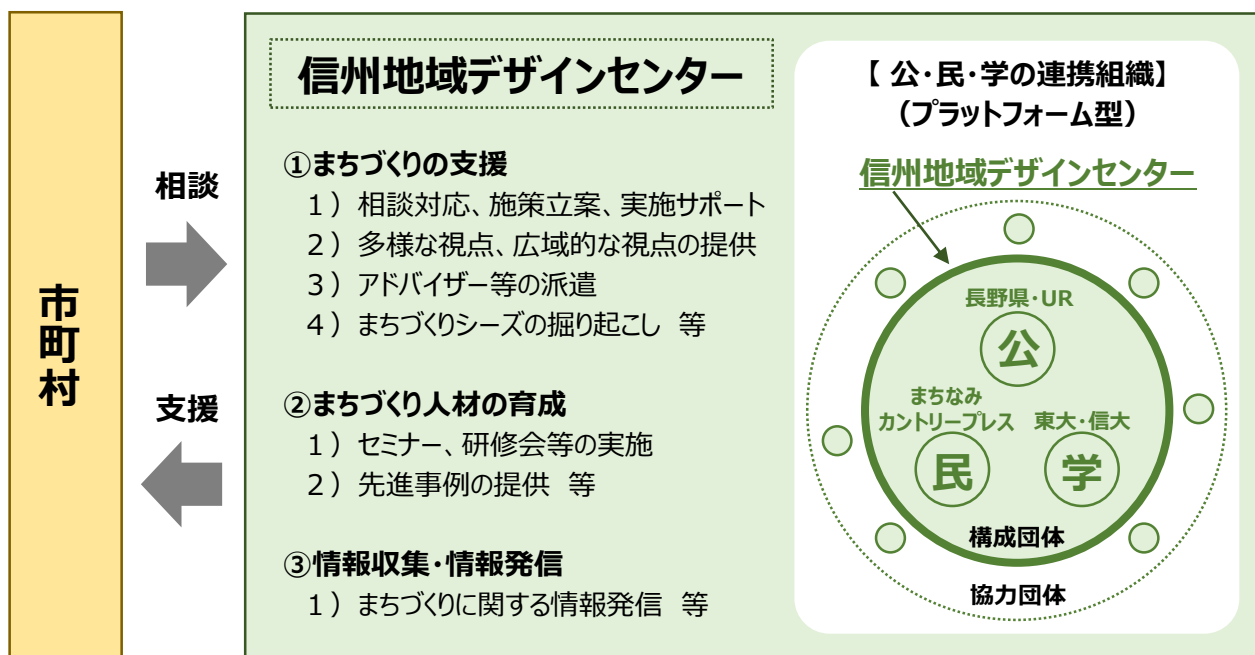 市町村
相談
支援
信州地域デザインセンター
①まちづくりの支援
1）相談対応、施策立案、実施サポート
2）多様な視点、広域的な視点の提供
3）アドバイザー等の派遣
4）まちづくりシーズの掘り起こし 等
②まちづくり人材の育成
1）セミナー、研修会等の実施
2）先進事例の提供 等
③情報収集・情報発信
1）まちづくりに関する情報発信 等
【 公・民・学の連携組織】
（プラットフォーム型）
信州地域デザインセンター
長野県・UR
公
まちなみ
カントリープレス
民
東大・信大
学
構成団体
協力団体